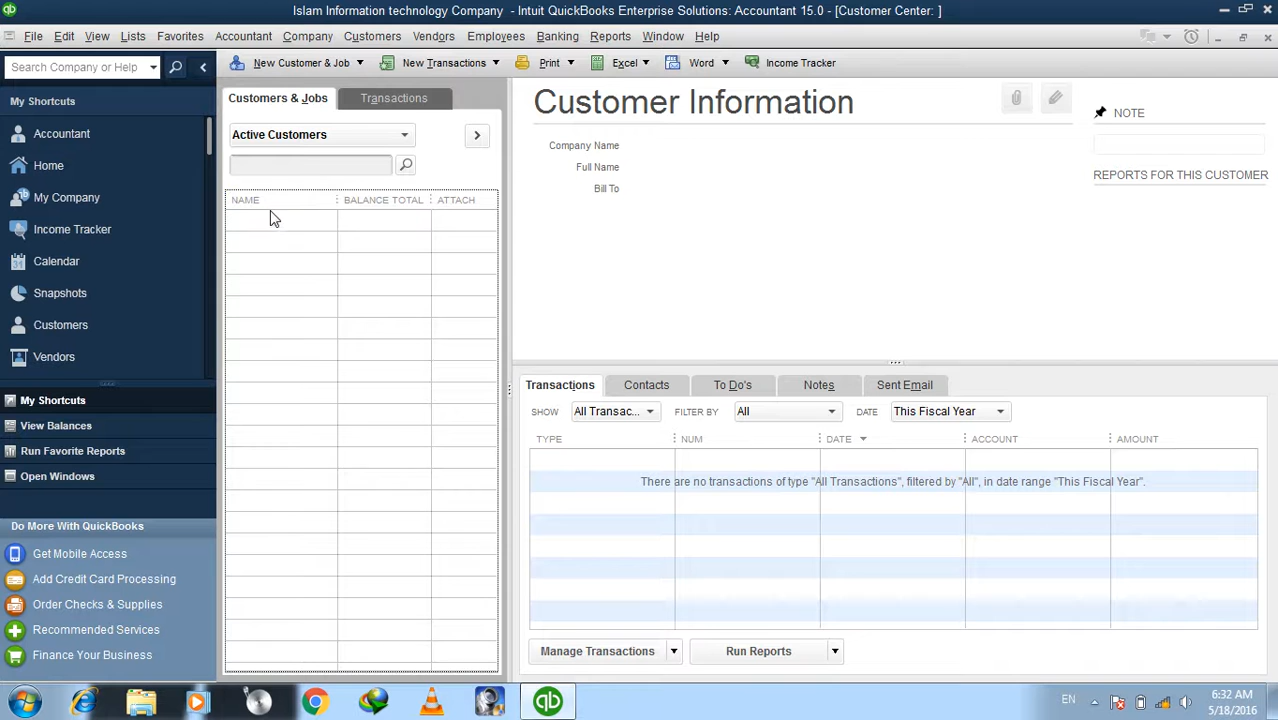 Islam Information technology Company - Intuit QuickBooks Enterprise Solutions: Accountant 15.0 - [Customer Center: ]
File Edit View Lists Favorites Accountant Company Customers Vendors Employees Banking Reports Window Help
Search Company or Help
New Customer & Job New Transactions Print Excel Word Income Tracker
My Shortcuts
Accountant
Home
My Company
Income Tracker
Calendar
Snapshots
Customers
Vendors
My Shortcuts
View Balances
Run Favorite Reports
Open Windows
Do More With QuickBooks
Get Mobile Access
Add Credit Card Processing
Order Checks & Supplies
Recommended Services
Finance Your Business
Customers & Jobs Transactions
Active Customers
NAME BALANCE TOTAL ATTACH
Customer Information
Company Name
Full Name
Bill To
NOTE
REPORTS FOR THIS CUSTOMER
Transactions Contacts To Do's Notes Sent Email
SHOW All Transac... FILTER BY All DATE This Fiscal Year
TYPE NUM DATE ACCOUNT AMOUNT
There are no transactions of type "All Transactions", filtered by "All", in date range "This Fiscal Year".
Manage Transactions Run Reports
qb
EN
6:32 AM
5/18/2016